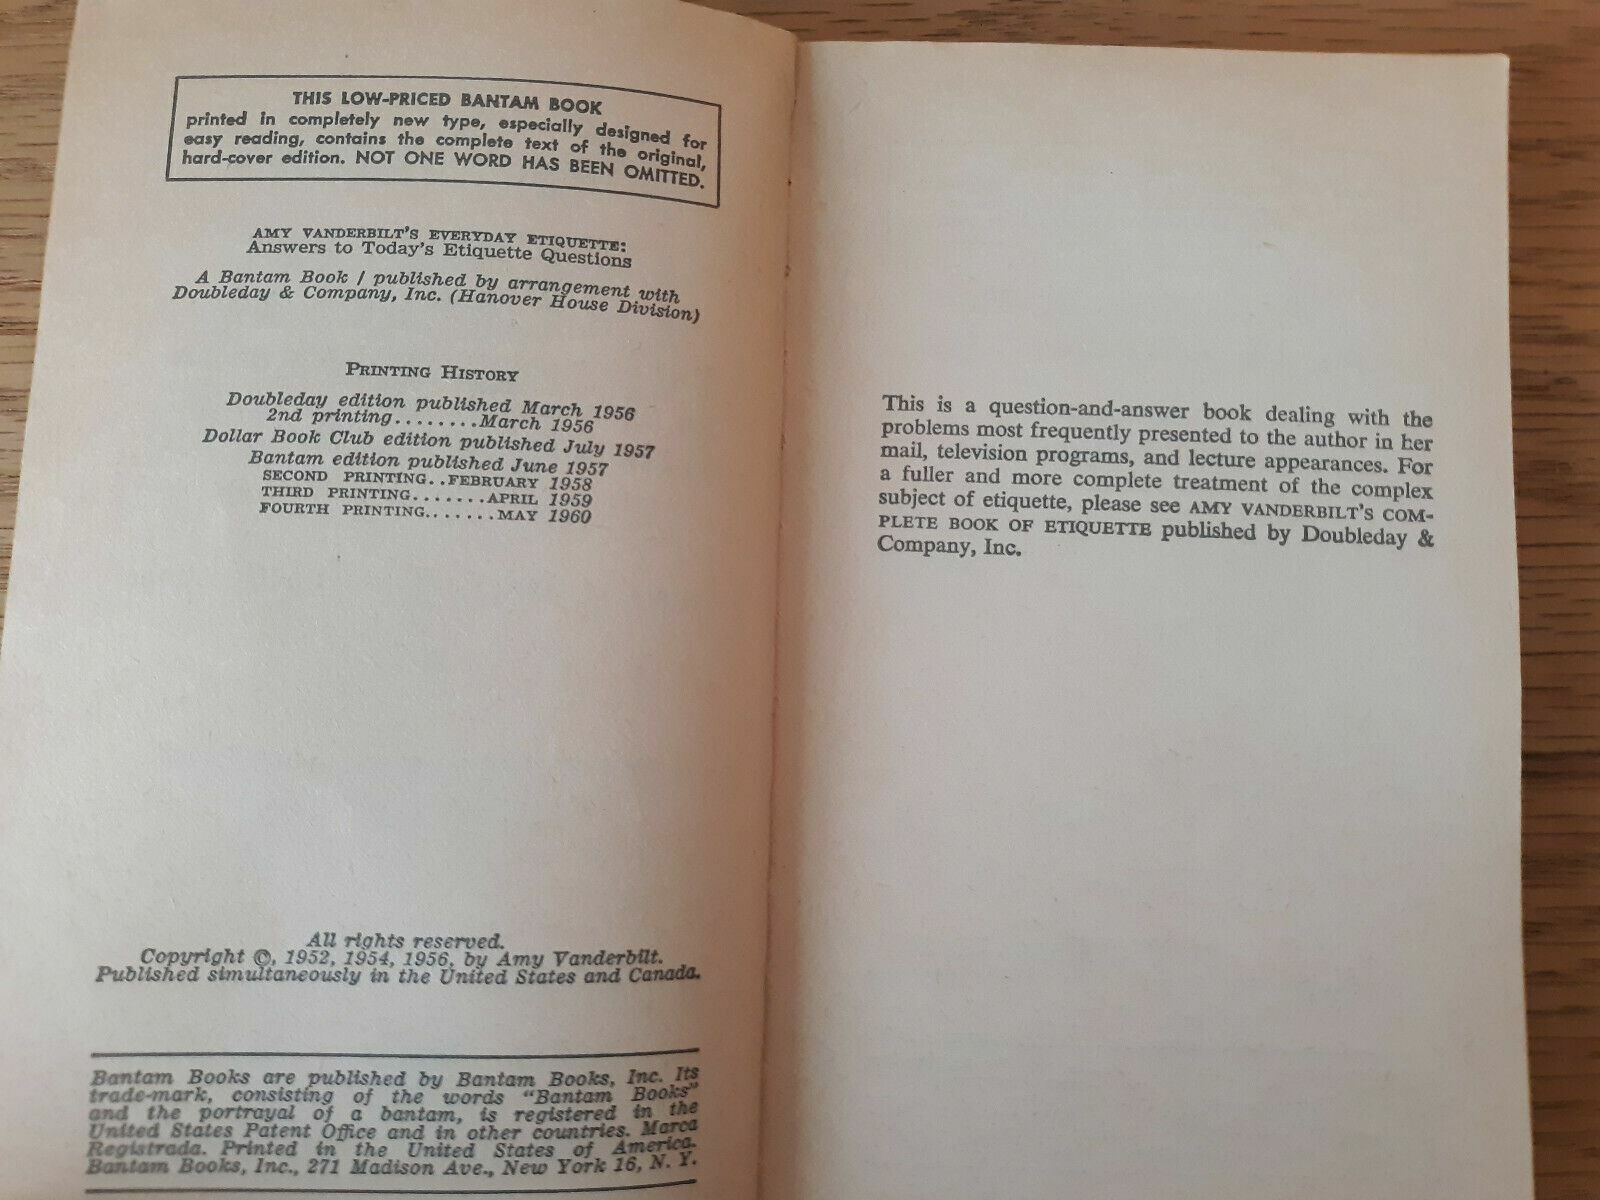 THIS LOW-PRICED BANTAM BOOK
printed in completely new type, especially designed for
easy reading, contains the complete text of the original,
hard-cover edition. NOT ONE WORD HAS BEEN OMITTED.
AMY VANDERBILT'S EVERYDAY ETIQUETTE:
Answers to Today's Etiquette Questions
A Bantam Book / published by arrangement with
Doubleday & Company, Inc. (Hanover House Division)
PRINTING HISTORY
Doubleday edition published March 1956
2nd printing........March 1956
Dollar Book Club edition published July 1957
Bantam edition published June 1957
SECOND PRINTING..FEBRUARY 1958
THIRD PRINTING.......APRIL 1959
FOURTH PRINTING.......MAY 1960
All rights reserved.
Copyright ©, 1952, 1954, 1956, by Amy Vanderbilt.
Published simultaneously in the United States and Canada.
Bantam Books are published by Bantam Books, Inc. Its
trade-mark, consisting of the words "Bantam Books"
and the portrayal of a bantam, is registered in the
United States Patent Office and in other countries. Marca
Registrada. Printed in the United States of America.
Bantam Books, Inc., 271 Madison Ave., New York 16, N. Y.
This is a question-and-answer book dealing with the
problems most frequently presented to the author in her
mail, television programs, and lecture appearances. For
a fuller and more complete treatment of the complex
subject of etiquette, please see AMY VANDERBILT'S COM-
PLETE BOOK OF ETIQUETTE published by Doubleday &
Company, Inc.